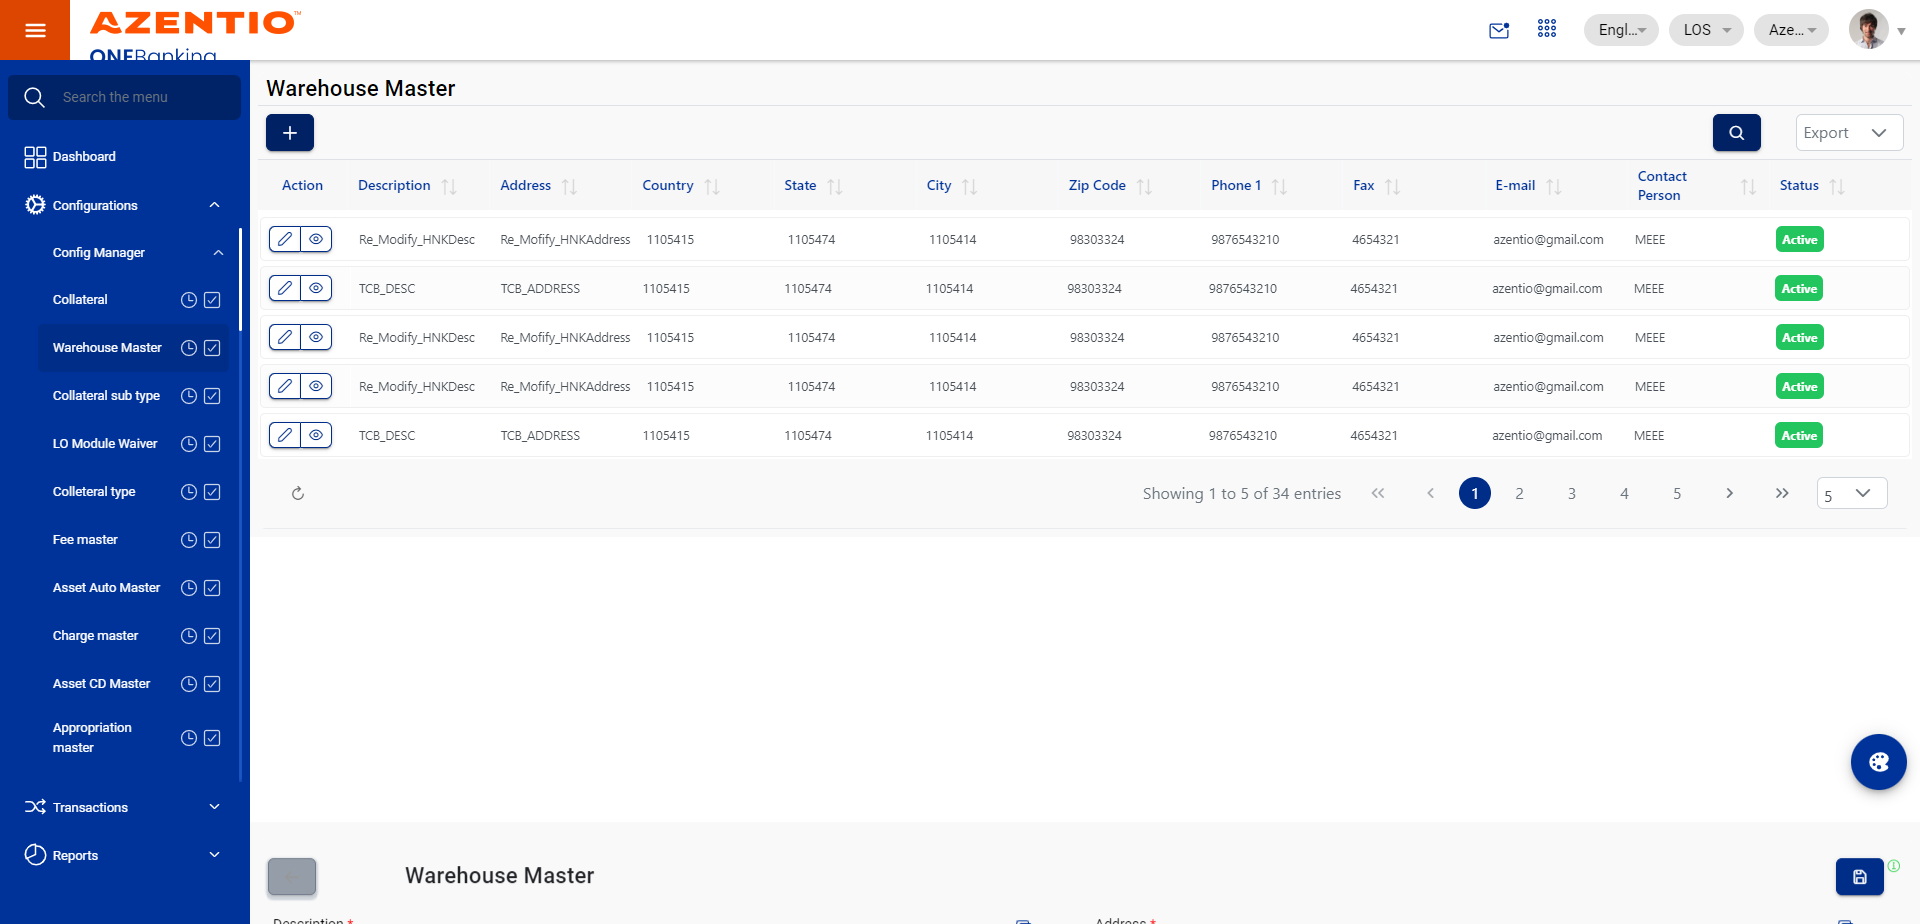 AZENTIO™
ONEBanking
Engl...
LOS
Aze...
Search the menu
Dashboard
Configurations
Config Manager
Collateral
Warehouse Master
Collateral sub type
LO Module Waiver
Colleteral type
Fee master
Asset Auto Master
Charge master
Asset CD Master
Appropriation
master
Transactions
Reports
Warehouse Master
Export
Action Description Address Country State City Zip Code Phone 1 Fax E-mail Contact Person Status
Re_Modify_HNKDesc Re_Mofify_HNKAddress 1105415 1105474 1105414 98303324 9876543210 4654321 azentio@gmail.com MEEE Active
TCB_DESC TCB_ADDRESS 1105415 1105474 1105414 98303324 9876543210 4654321 azentio@gmail.com MEEE Active
Re_Modify_HNKDesc Re_Mofify_HNKAddress 1105415 1105474 1105414 98303324 9876543210 4654321 azentio@gmail.com MEEE Active
Re_Modify_HNKDesc Re_Mofify_HNKAddress 1105415 1105474 1105414 98303324 9876543210 4654321 azentio@gmail.com MEEE Active
TCB_DESC TCB_ADDRESS 1105415 1105474 1105414 98303324 9876543210 4654321 azentio@gmail.com MEEE Active
Showing 1 to 5 of 34 entries 1 2 3 4 5 5
Warehouse Master
Description * Address *